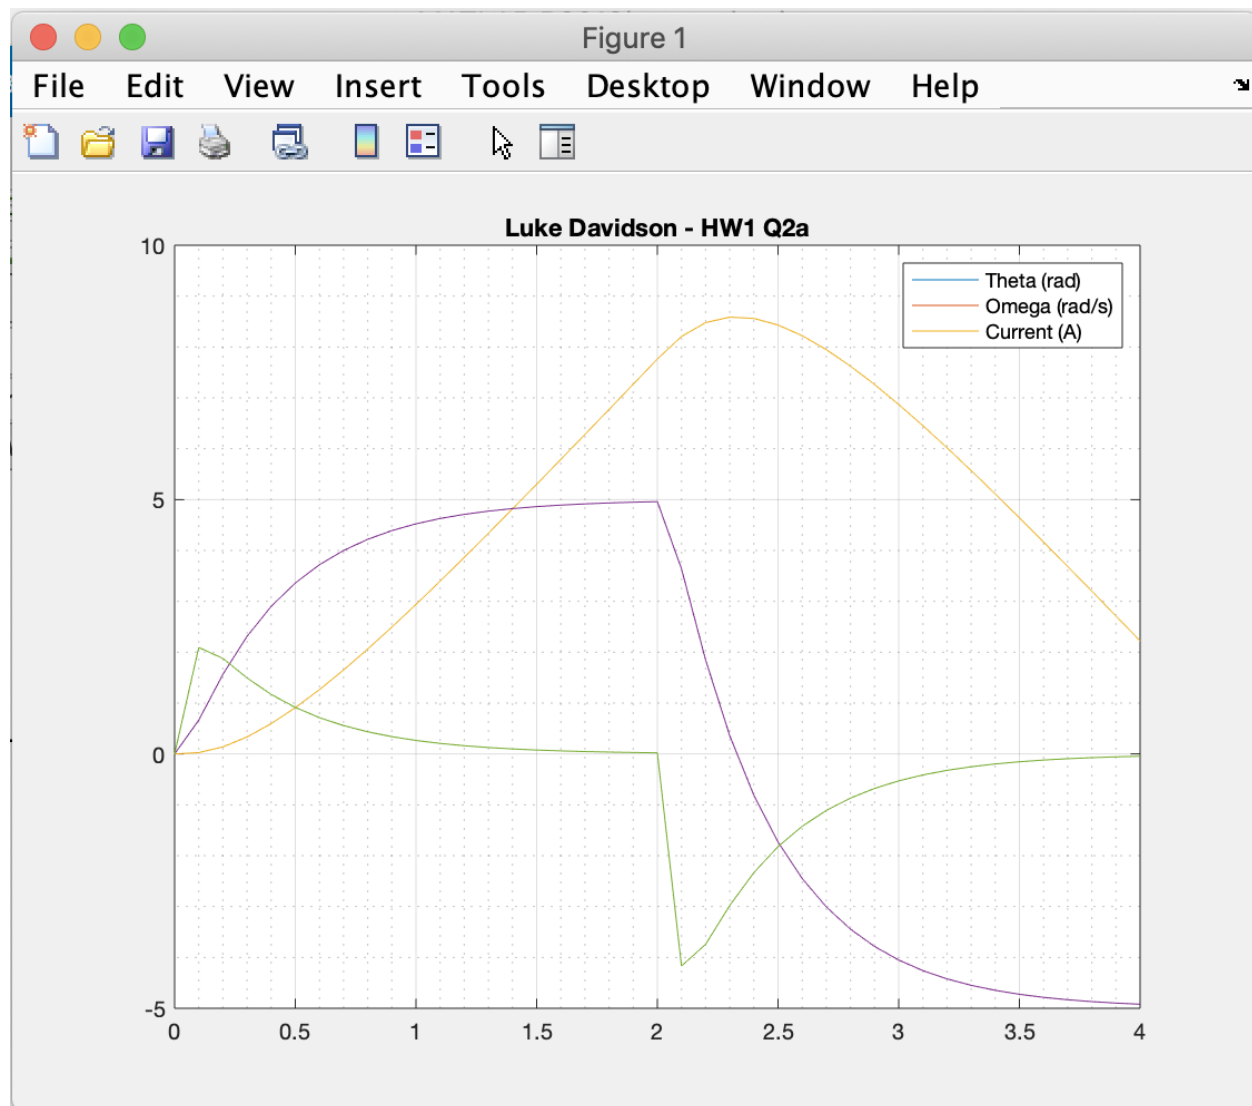 Figure 1
File Edit View Insert Tools Desktop Window Help
Luke Davidson - HW1 Q2a
10
Theta (rad)
Omega (rad/s)
Current (A)
5
0
-5
0 0.5 1 1.5 2 2.5 3 3.5 4